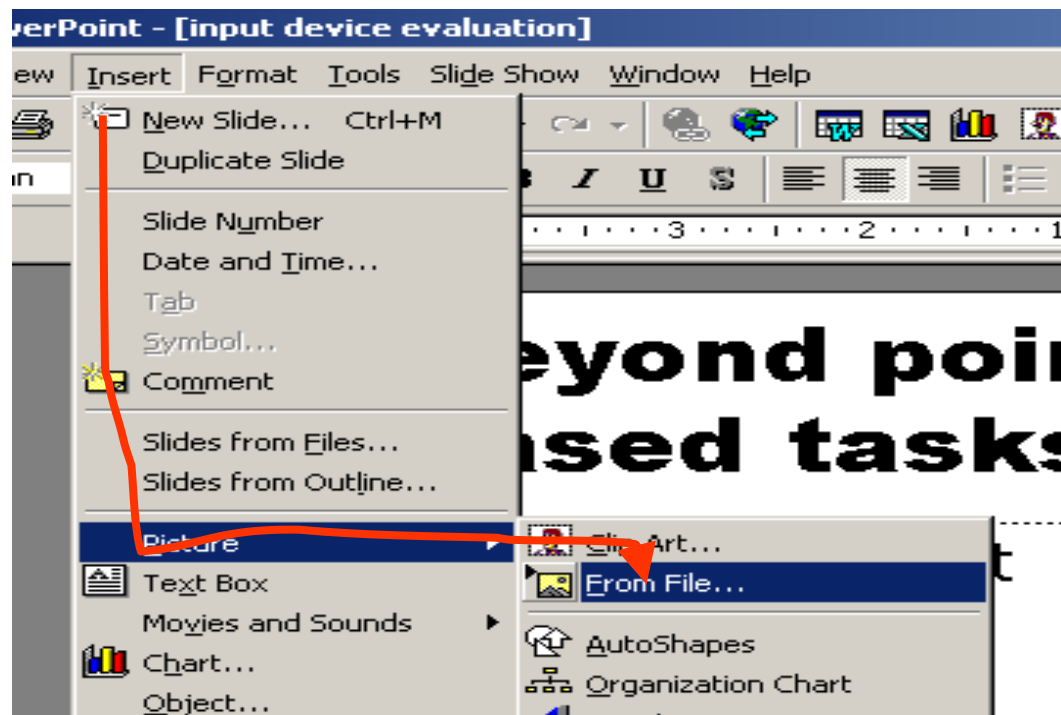 verPoint - [input device evaluation]
ew Insert Format Tools Slide Show Window Help
New Slide... Ctrl+M
Duplicate Slide
I U S
Slide Number
3 2 1
Date and Time...
Tab
Symbol...
eyond poin
Comment
Slides from Files...
ased tasks
Slides from Outline...
Picture
Clip Art...
From File...
Text Box
Movies and Sounds
AutoShapes
Chart...
Organization Chart
Object...